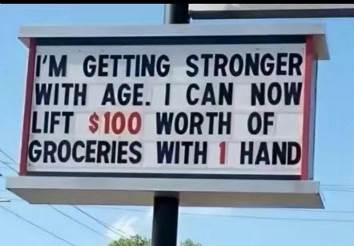 I'M GETTING STRONGER
WITH AGE. I CAN NOW
LIFT $100 WORTH OF
GROCERIES WITH 1 HAND